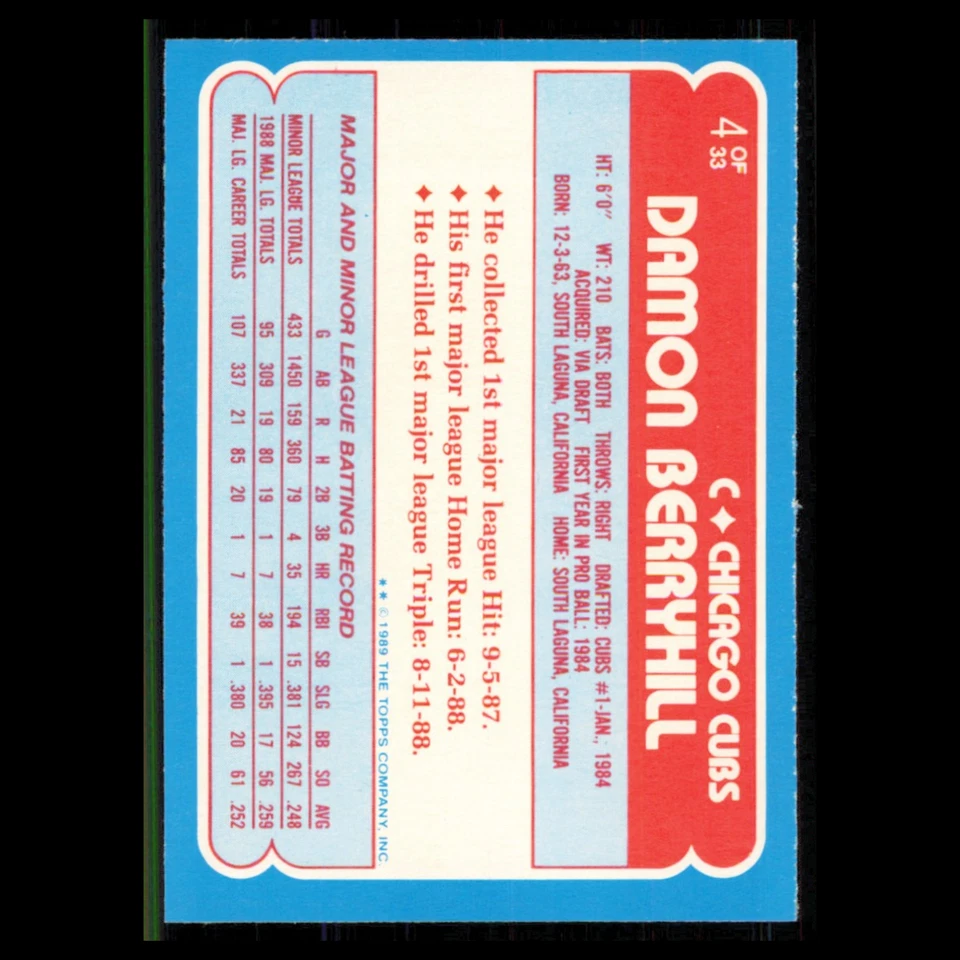 4 OF 33
C ✦ CHICAGO CUBS
DAMON BERRYHILL
HT: 6'0" WT: 210 BATS: BOTH THROWS: RIGHT DRAFTED: CUBS #1-JAN., 1984
ACQUIRED: VIA DRAFT FIRST YEAR IN PRO BALL: 1984
BORN: 12-3-63, SOUTH LAGUNA, CALIFORNIA HOME: SOUTH LAGUNA, CALIFORNIA
✦ He collected 1st major league Hit: 9-5-87.
✦ His first major league Home Run: 6-2-88.
✦ He drilled 1st major league Triple: 8-11-88.
** © 1989 THE TOPPS COMPANY, INC.
MAJOR AND MINOR LEAGUE BATTING RECORD
G AB R H 2B 3B HR RBI SB SLG BB SO AVG
MINOR LEAGUE TOTALS 433 1450 159 360 79 4 35 194 15 .381 124 267 .248
1988 MAJ. LG. TOTALS 95 309 19 80 19 1 7 38 1 .395 17 56 .259
MAJ. LG. CAREER TOTALS 107 337 21 85 20 1 7 39 1 .380 20 61 .252